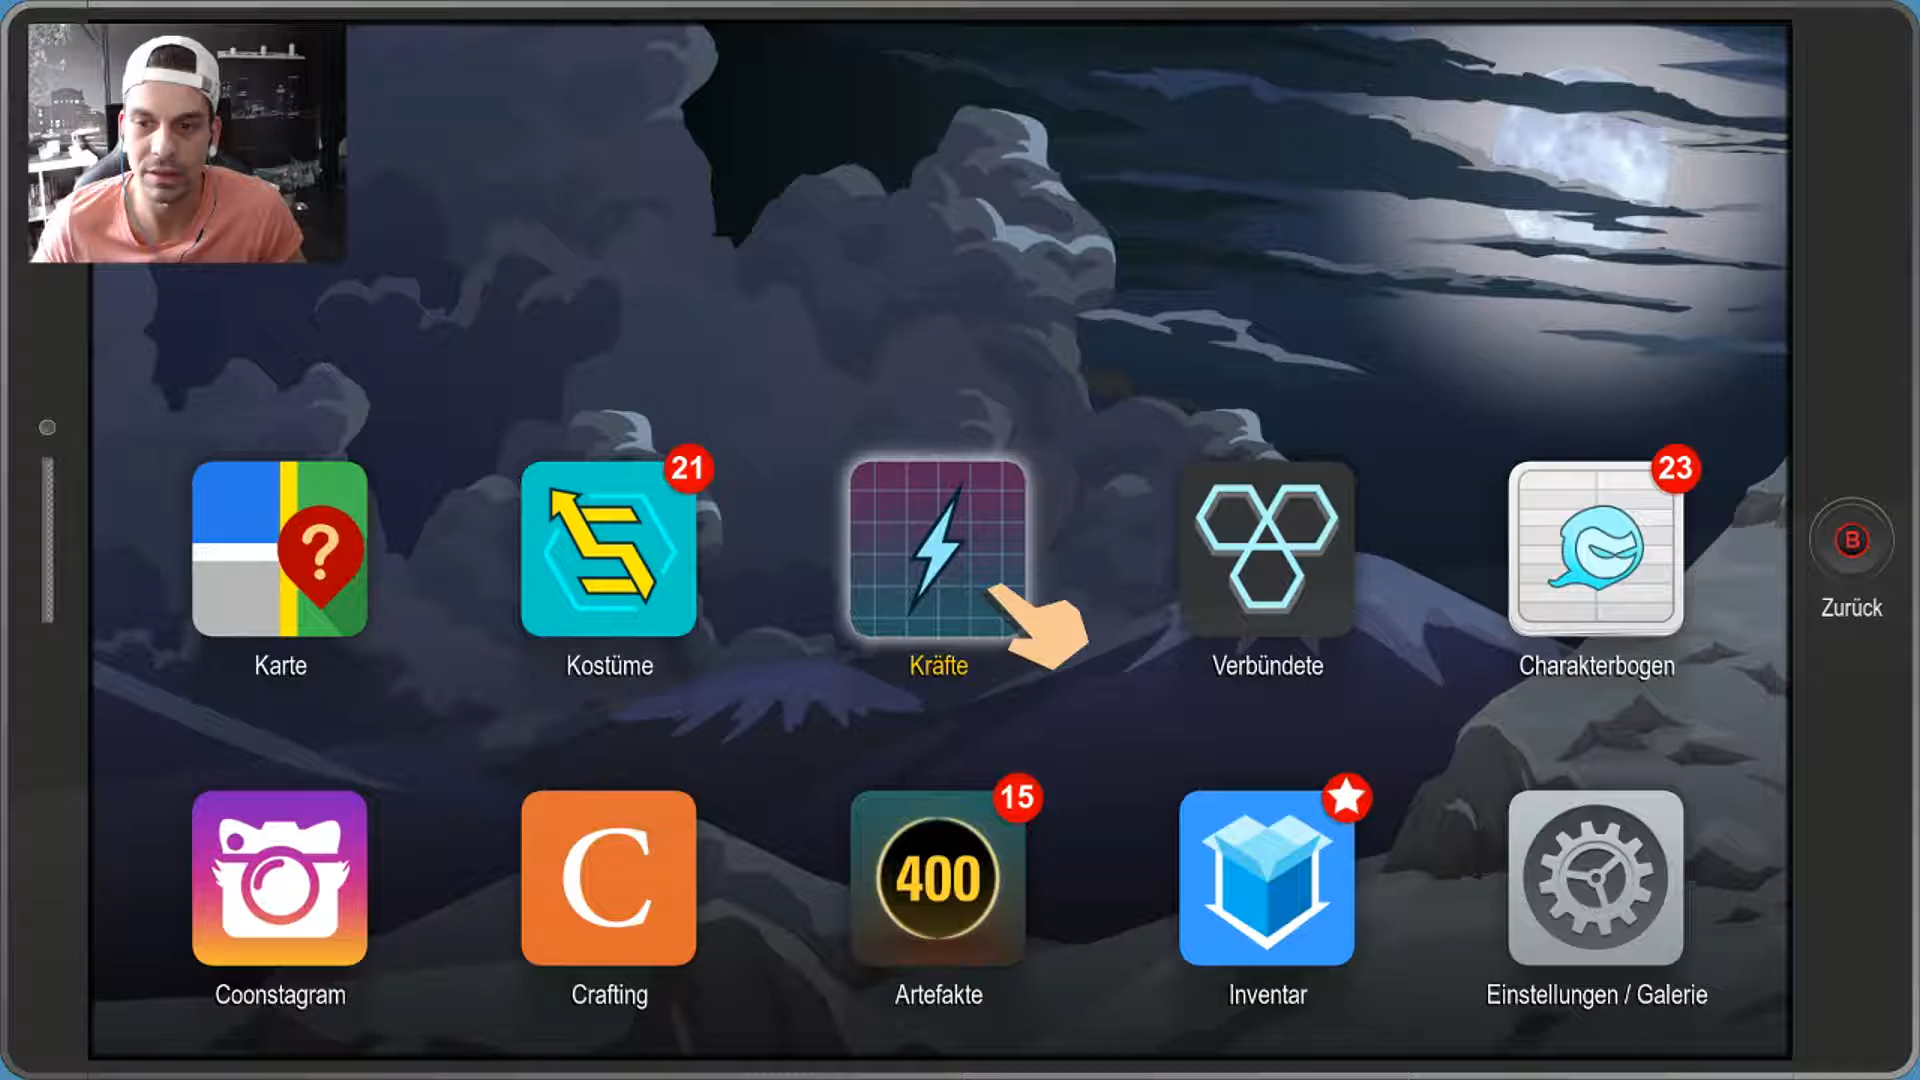 21
23
?
B
Karte
Kostüme
Kräfte
Verbündete
Charakterbogen
Zurück
15
C
400
Coonstagram
Crafting
Artefakte
Inventar
Einstellungen / Galerie